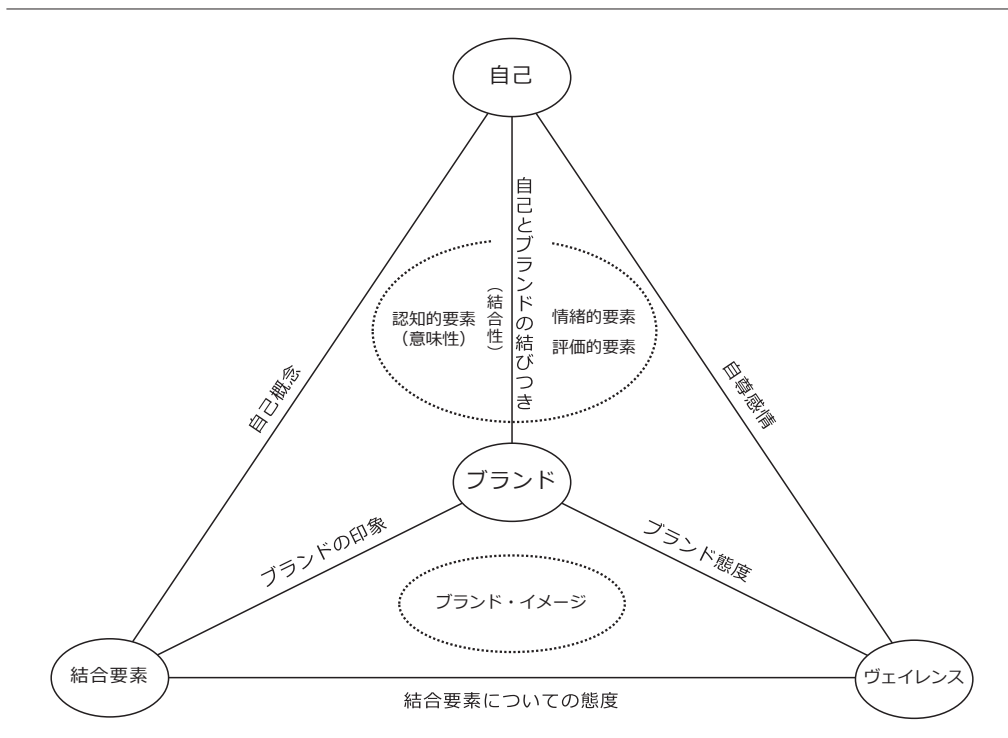 自己
自己とブランドの結びつき
（結合性）
認知的要素
（意味性）
情緒的要素
評価的要素
自己概念
自尊感情
ブランド
ブランドの印象
ブランド態度
ブランド・イメージ
結合要素
ヴェイレンス
結合要素についての態度